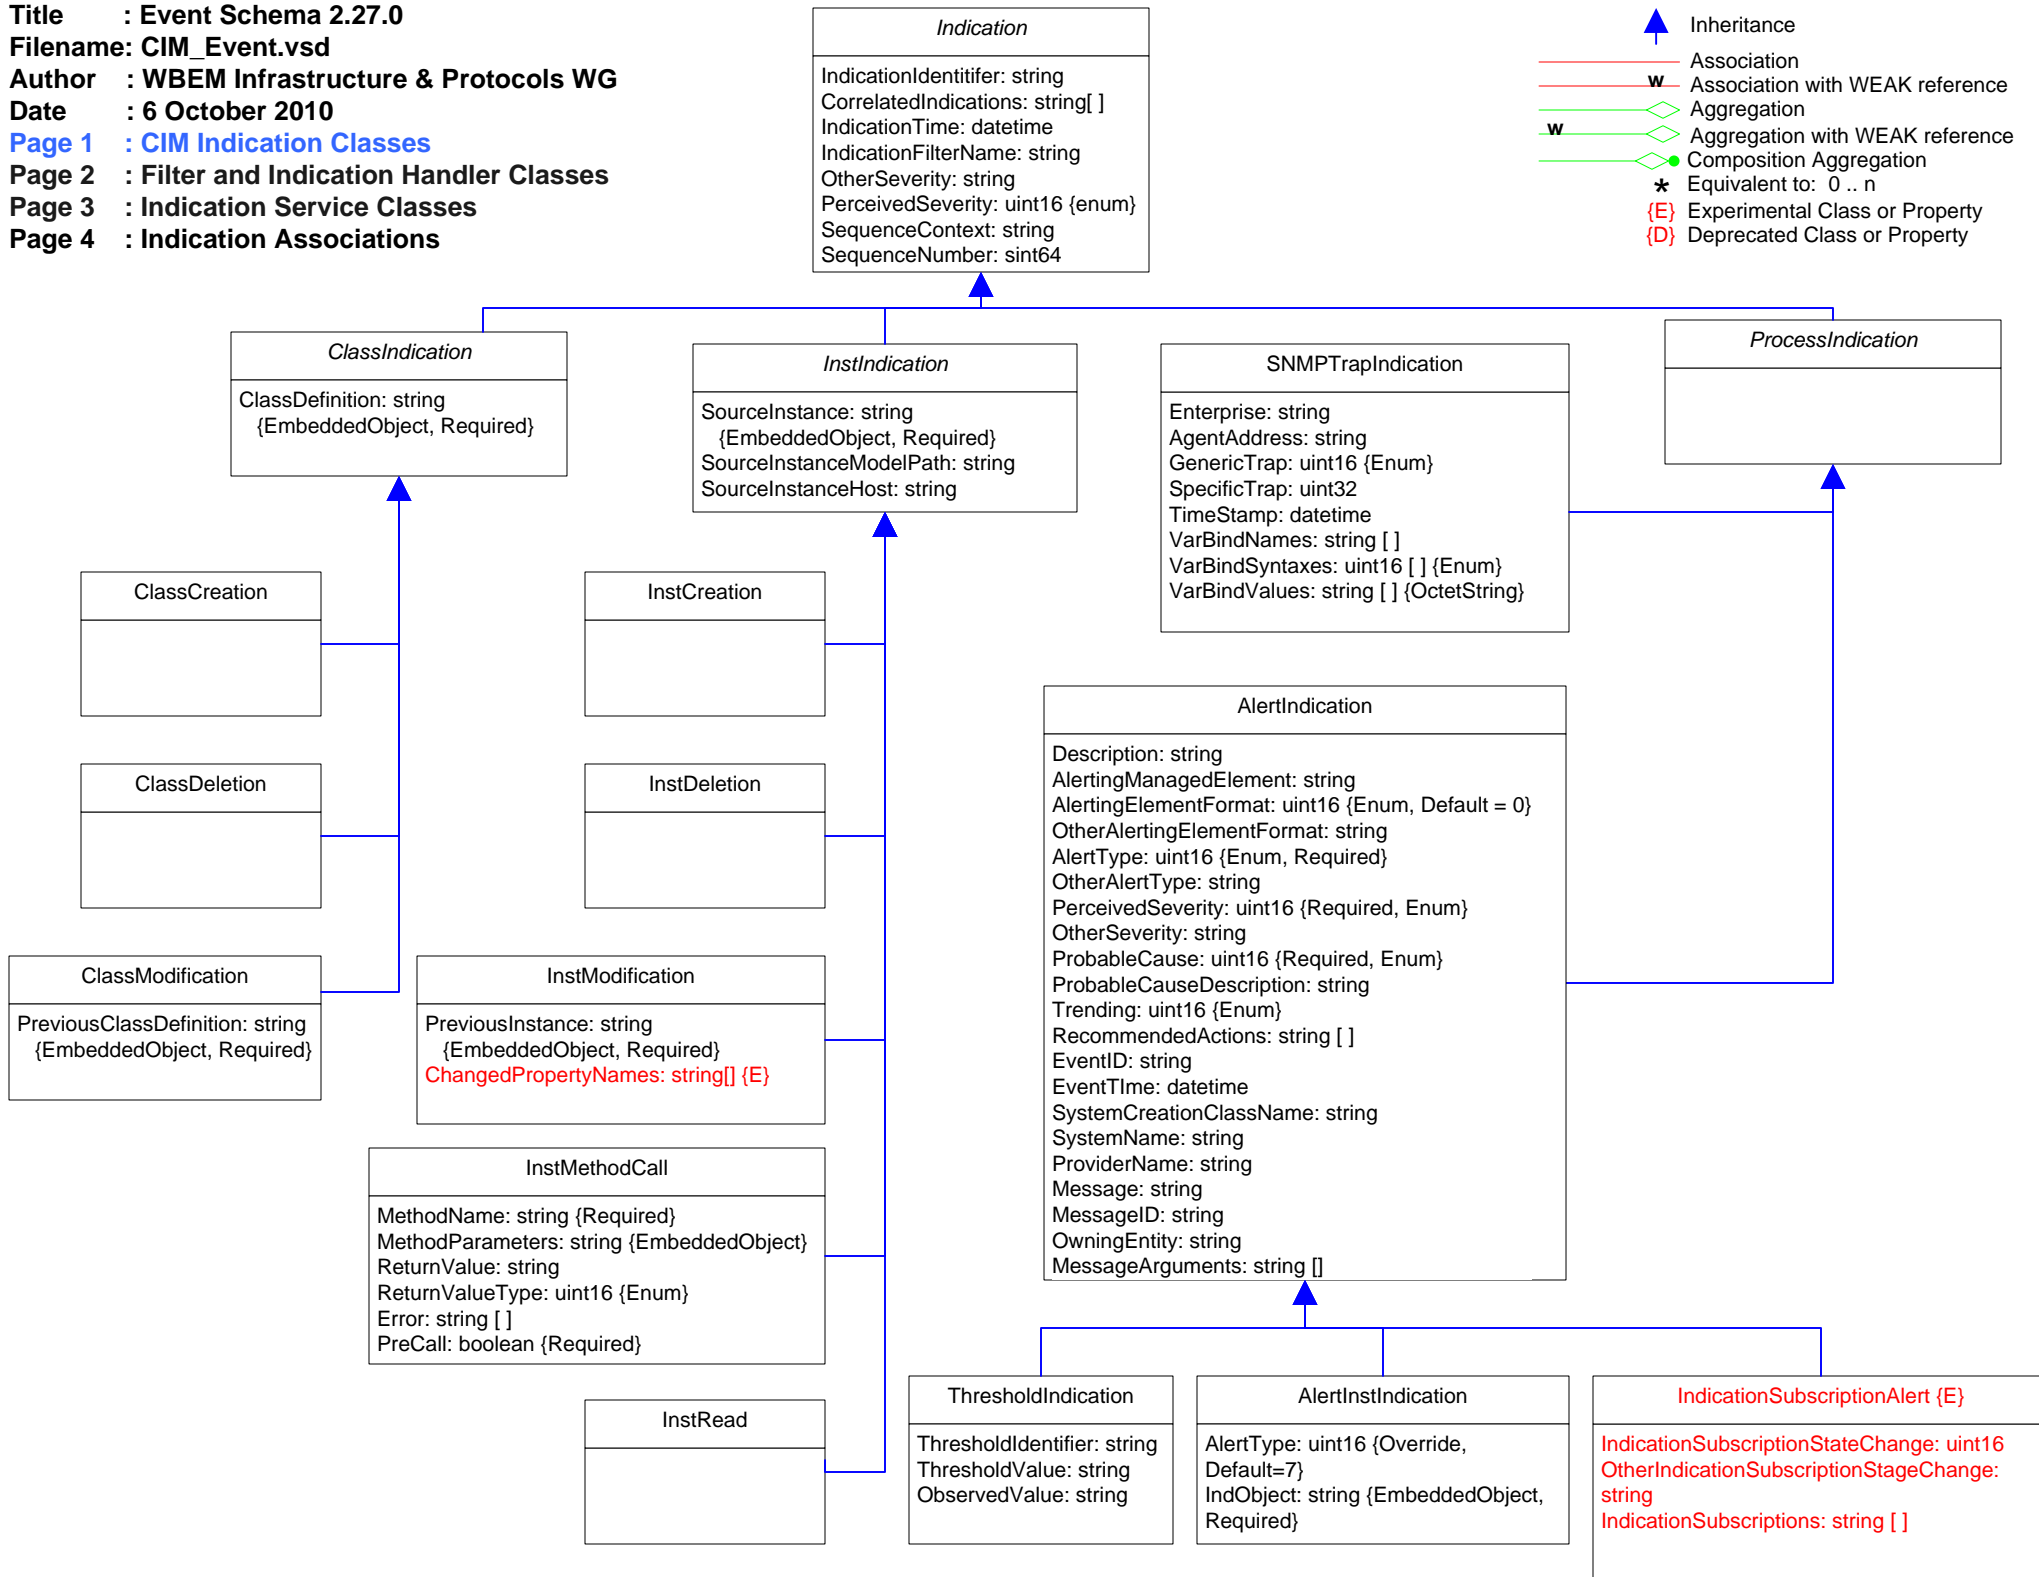 Title : Event Schema 2.27.0
Filename: CIM_Event.vsd
Author : WBEM Infrastructure & Protocols WG
Date : 6 October 2010
Page 1 : CIM Indication Classes
Page 2 : Filter and Indication Handler Classes
Page 3 : Indication Service Classes
Page 4 : Indication Associations
Indication
IndicationIdentitifer: string
CorrelatedIndications: string[ ]
IndicationTime: datetime
IndicationFilterName: string
OtherSeverity: string
PerceivedSeverity: uint16 {enum}
SequenceContext: string
SequenceNumber: sint64
Inheritance
Association
w Association with WEAK reference
Aggregation
w Aggregation with WEAK reference
Composition Aggregation
* Equivalent to: 0 .. n
{E} Experimental Class or Property
{D} Deprecated Class or Property
ClassIndication
ClassDefinition: string
{EmbeddedObject, Required}
InstIndication
SourceInstance: string
{EmbeddedObject, Required}
SourceInstanceModelPath: string
SourceInstanceHost: string
SNMPTrapIndication
Enterprise: string
AgentAddress: string
GenericTrap: uint16 {Enum}
SpecificTrap: uint32
TimeStamp: datetime
VarBindNames: string [ ]
VarBindSyntaxes: uint16 [ ] {Enum}
VarBindValues: string [ ] {OctetString}
ProcessIndication
ClassCreation
InstCreation
ClassDeletion
InstDeletion
ClassModification
PreviousClassDefinition: string
{EmbeddedObject, Required}
InstModification
PreviousInstance: string
{EmbeddedObject, Required}
ChangedPropertyNames: string[] {E}
InstMethodCall
MethodName: string {Required}
MethodParameters: string {EmbeddedObject}
ReturnValue: string
ReturnValueType: uint16 {Enum}
Error: string [ ]
PreCall: boolean {Required}
InstRead
AlertIndication
Description: string
AlertingManagedElement: string
AlertingElementFormat: uint16 {Enum, Default = 0}
OtherAlertingElementFormat: string
AlertType: uint16 {Enum, Required}
OtherAlertType: string
PerceivedSeverity: uint16 {Required, Enum}
OtherSeverity: string
ProbableCause: uint16 {Required, Enum}
ProbableCauseDescription: string
Trending: uint16 {Enum}
RecommendedActions: string [ ]
EventID: string
EventTIme: datetime
SystemCreationClassName: string
SystemName: string
ProviderName: string
Message: string
MessageID: string
OwningEntity: string
MessageArguments: string []
ThresholdIndication
ThresholdIdentifier: string
ThresholdValue: string
ObservedValue: string
AlertInstIndication
AlertType: uint16 {Override,
Default=7}
IndObject: string {EmbeddedObject,
Required}
IndicationSubscriptionAlert {E}
IndicationSubscriptionStateChange: uint16
OtherIndicationSubscriptionStageChange:
string
IndicationSubscriptions: string [ ]